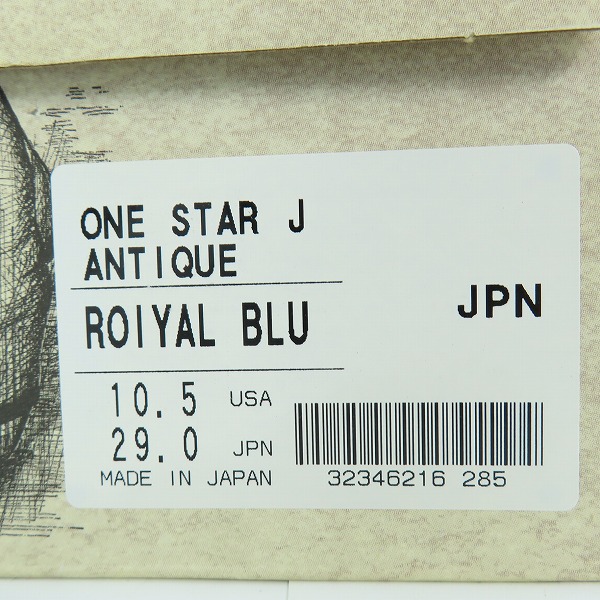 ONE STAR J
ANTIQUE
ROIYAL BLU
JPN
10.5 USA
29.0 JPN
MADE IN JAPAN
32346216 285